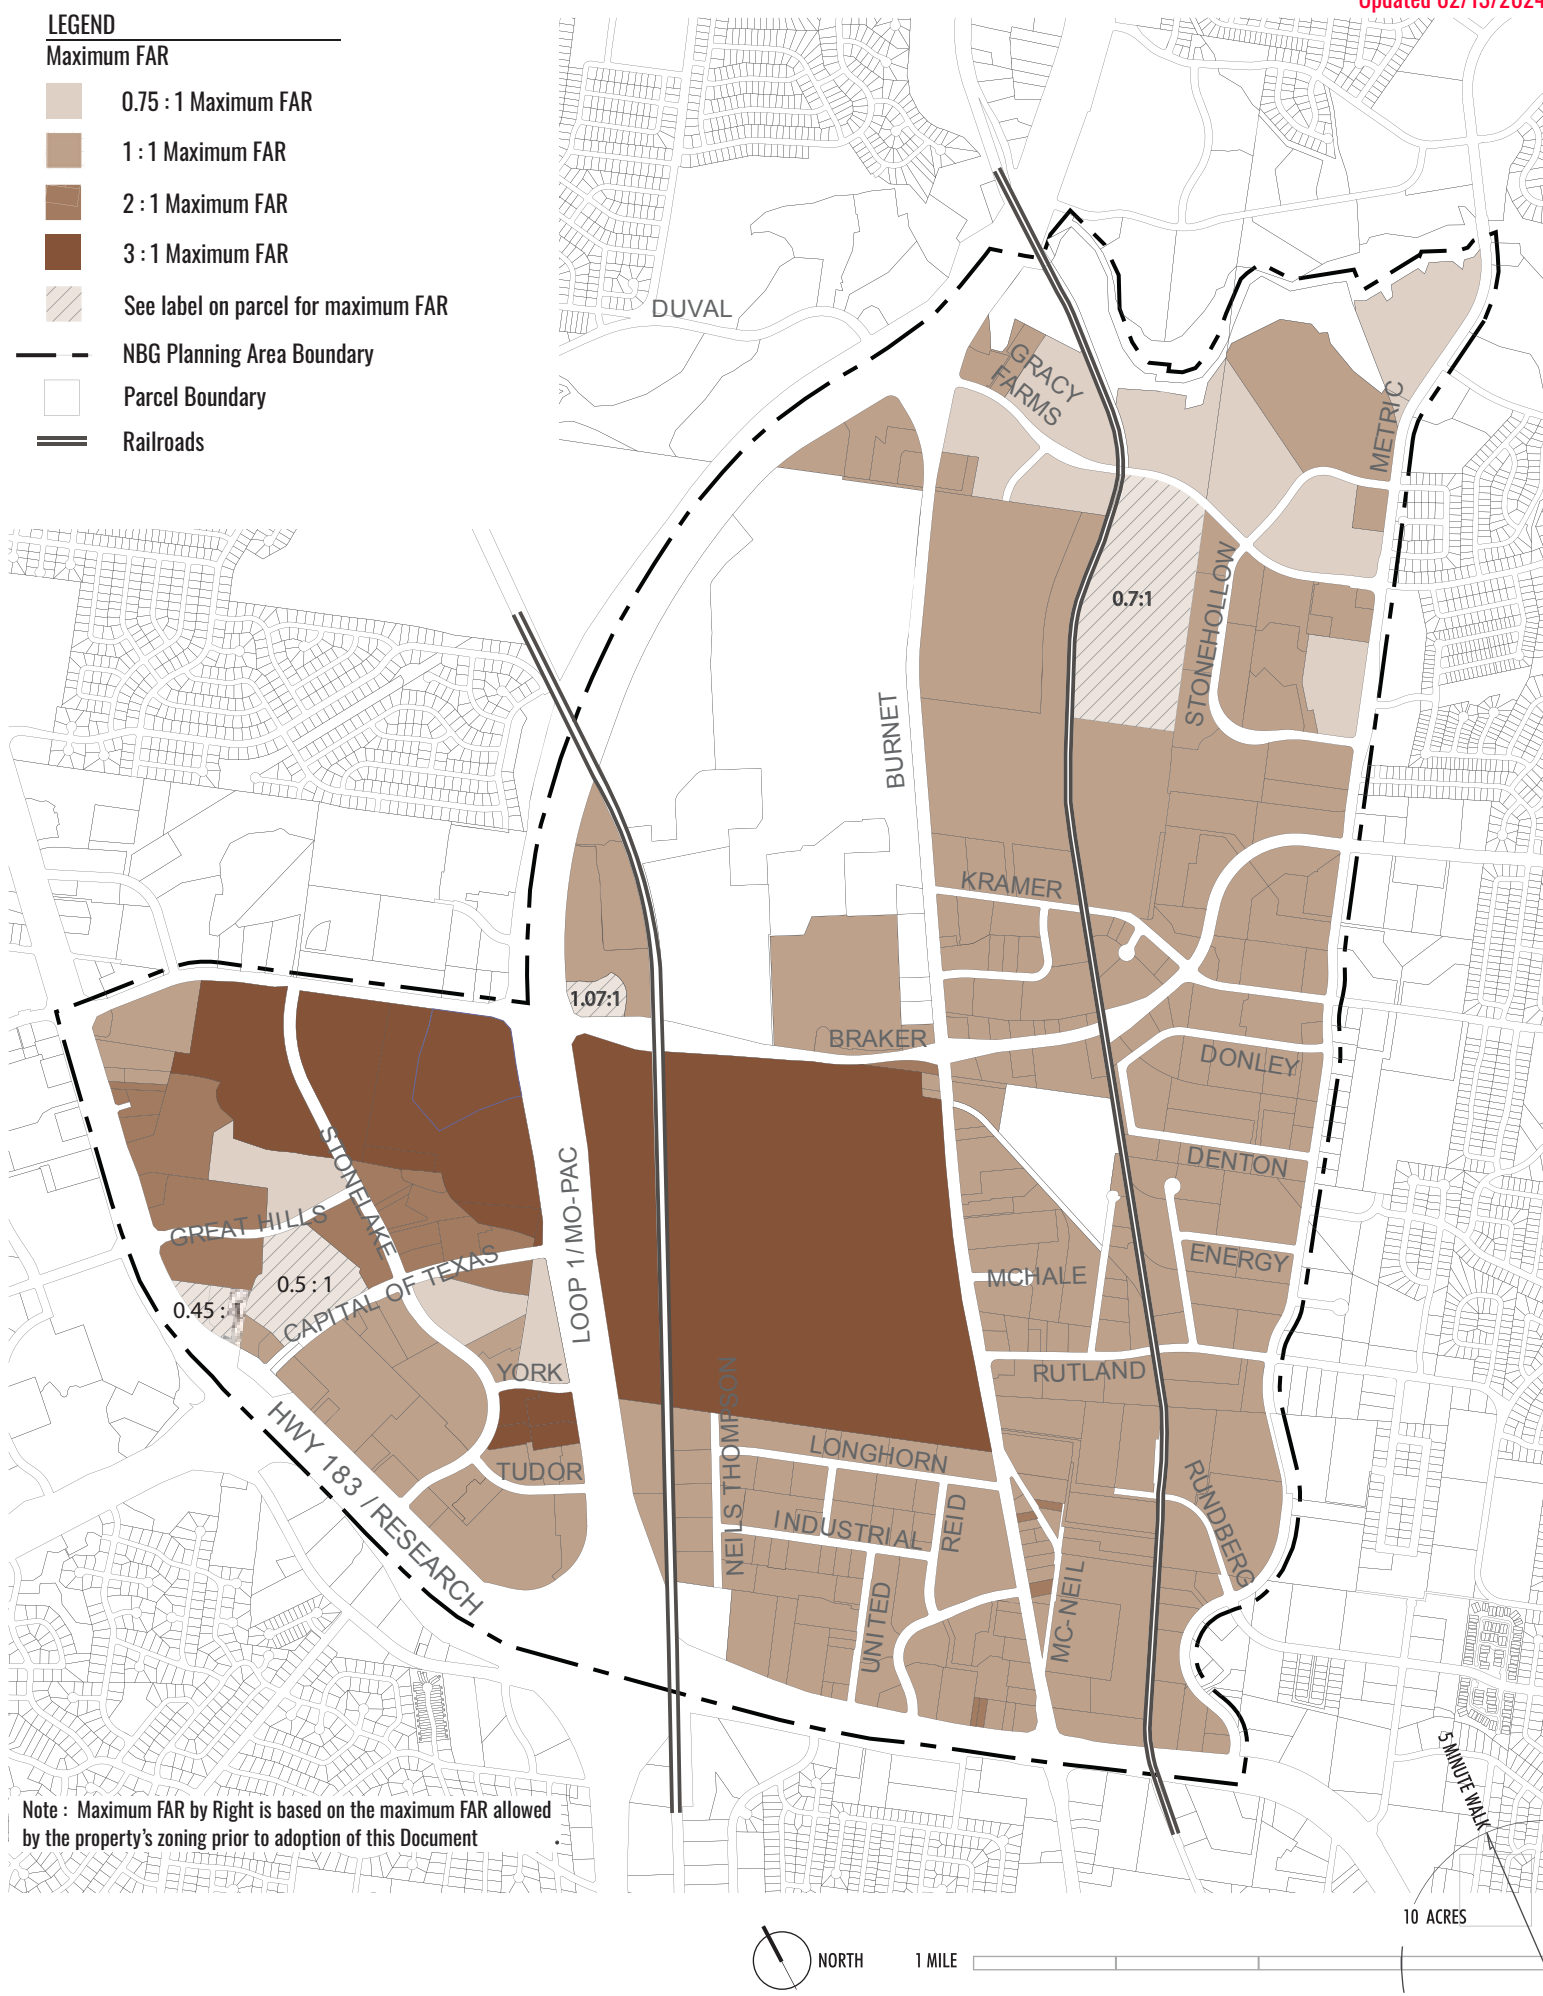 Updated 02/13/2024
LEGEND
Maximum FAR
0.75 : 1 Maximum FAR
1 : 1 Maximum FAR
2 : 1 Maximum FAR
3 : 1 Maximum FAR
See label on parcel for maximum FAR
NBG Planning Area Boundary
Parcel Boundary
Railroads
DUVAL
GRACY
FARMS
METRIC
0.7:1
STONEHOLLOW
BURNET
KRAMER
1.07:1
BRAKER
DONLEY
DENTON
STONELAKE
GREAT HILLS
LOOP 1/MO-PAC
ENERGY
MCHALE
0.5 : 1
0.45 : 1
CAPITAL OF TEXAS
YORK
RUTLAND
NEILS THOMPSON
HWY 183 /RESEARCH
LONGHORN
TUDOR
RUNDBERG
REID
INDUSTRIAL
UNITED
MC-NEIL
5 MINUTE WALK
Note : Maximum FAR by Right is based on the maximum FAR allowed
by the property's zoning prior to adoption of this Document
10 ACRES
NORTH
1 MILE